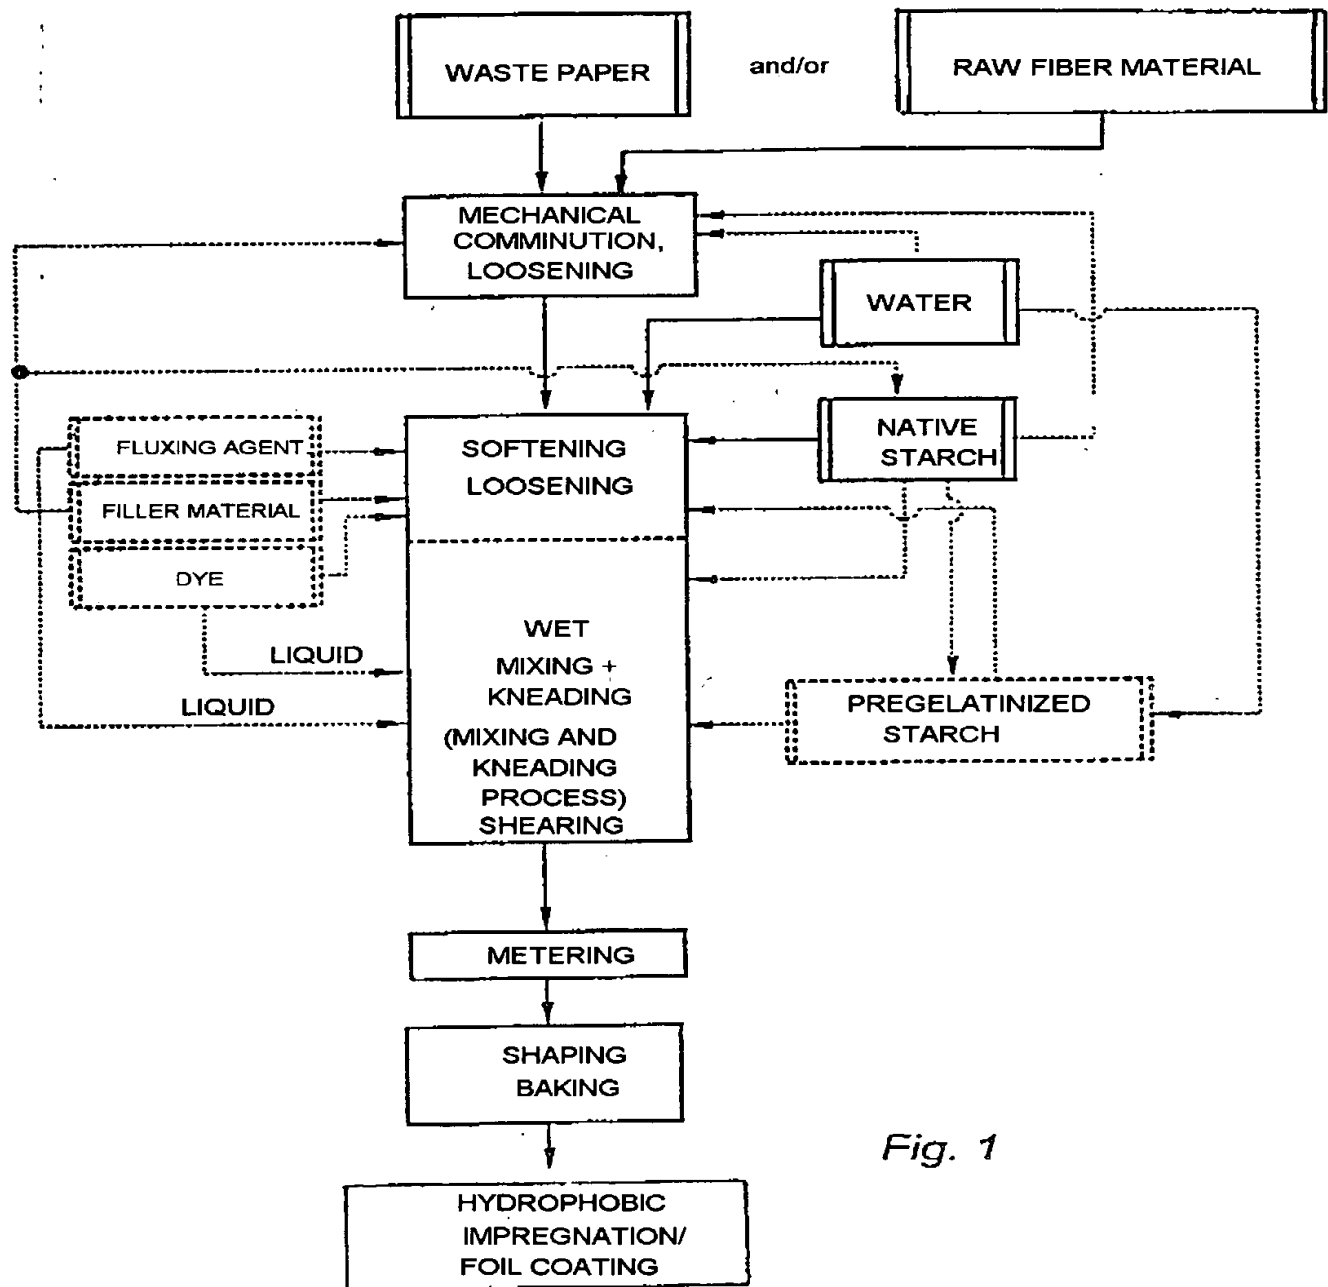 WASTE PAPER
and/or
RAW FIBER MATERIAL
MECHANICAL
COMMINUTION,
LOOSENING
WATER
FLUXING AGENT
SOFTENING
LOOSENING
NATIVE
STARCH
FILLER MATERIAL
DYE
WET
MIXING +
KNEADING
(MIXING AND
KNEADING
PROCESS)
SHEARING
LIQUID
LIQUID
PREGELATINIZED
STARCH
METERING
SHAPING
BAKING
Fig. 1
HYDROPHOBIC
IMPREGNATION/
FOIL COATING